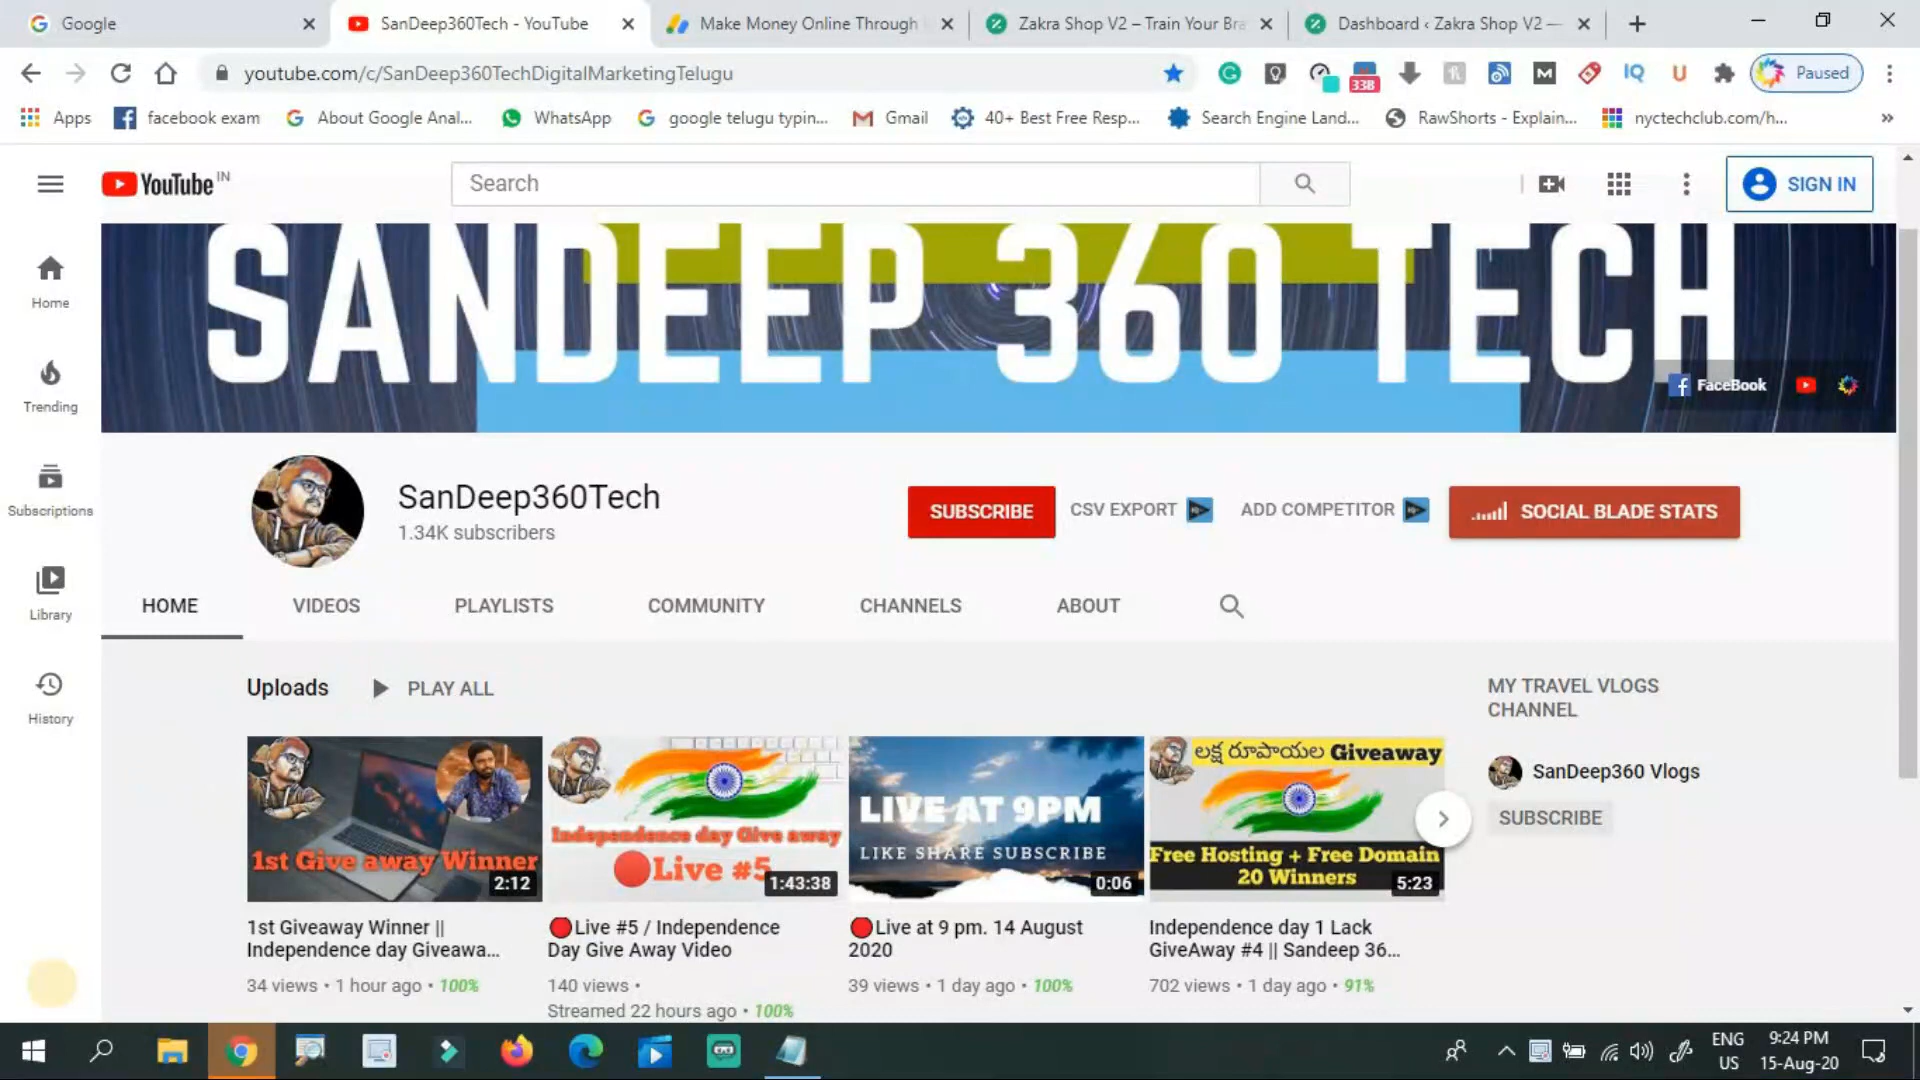 Google
SanDeep360Tech - YouTube
Make Money Online Through
Zakra Shop V2 – Train Your Bra
Dashboard ‹ Zakra Shop V2 —
youtube.com/c/SanDeep360TechDigitalMarketingTelugu
33B
IQ
Paused
Apps
facebook exam
About Google Anal...
WhatsApp
google telugu typin...
Gmail
40+ Best Free Resp...
Search Engine Land...
RawShorts - Explain...
nyctechclub.com/h...
YouTube IN
Search
SIGN IN
SANDEEP 360 TECH
FaceBook
Home
Trending
Subscriptions
Library
History
SanDeep360Tech
1.34K subscribers
SUBSCRIBE
CSV EXPORT
ADD COMPETITOR
SOCIAL BLADE STATS
HOME
VIDEOS
PLAYLISTS
COMMUNITY
CHANNELS
ABOUT
Uploads
PLAY ALL
MY TRAVEL VLOGS
CHANNEL
SanDeep360 Vlogs
SUBSCRIBE
1st Give away Winner
2:12
Independence day Give away
Live #5
1:43:38
LIVE AT 9PM
LIKE SHARE SUBSCRIBE
0:06
లక్ష రూపాయల Giveaway
Free Hosting + Free Domain
20 Winners
5:23
1st Giveaway Winner ||
Independence day Giveawa...
34 views • 1 hour ago • 100%
🔴Live #5 / Independence
Day Give Away Video
140 views •
Streamed 22 hours ago • 100%
🔴Live at 9 pm. 14 August
2020
39 views • 1 day ago • 100%
Independence day 1 Lack
GiveAway #4 || Sandeep 36...
702 views • 1 day ago • 91%
ENG
US
9:24 PM
15-Aug-20